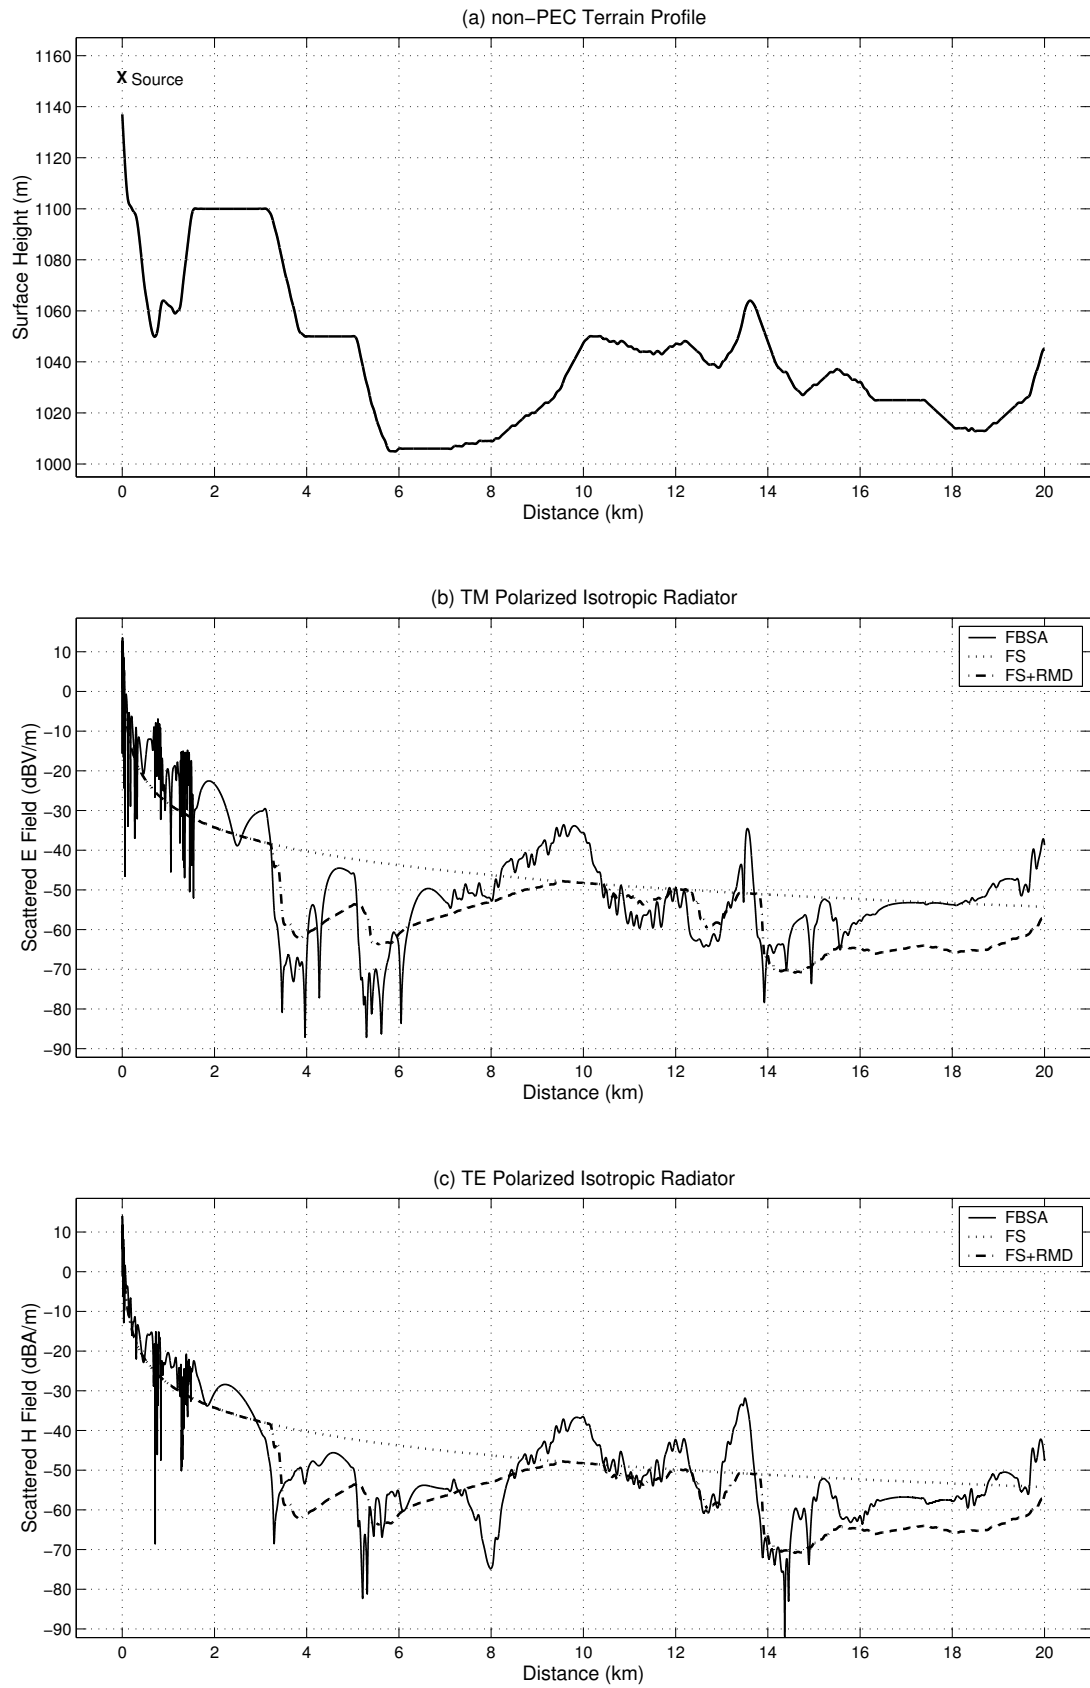 (a) non−PEC Terrain Profile
1160
X Source
1140
1120
1100
1080
1060
1040
1020
1000
Surface Height (m)
0 2 4 6 8 10 12 14 16 18 20
Distance (km)
(b) TM Polarized Isotropic Radiator
FBSA
FS
FS+RMD
10
0
−10
−20
−30
−40
−50
−60
−70
−80
−90
Scattered E Field (dBV/m)
0 2 4 6 8 10 12 14 16 18 20
Distance (km)
(c) TE Polarized Isotropic Radiator
FBSA
FS
FS+RMD
10
0
−10
−20
−30
−40
−50
−60
−70
−80
−90
Scattered H Field (dBA/m)
0 2 4 6 8 10 12 14 16 18 20
Distance (km)